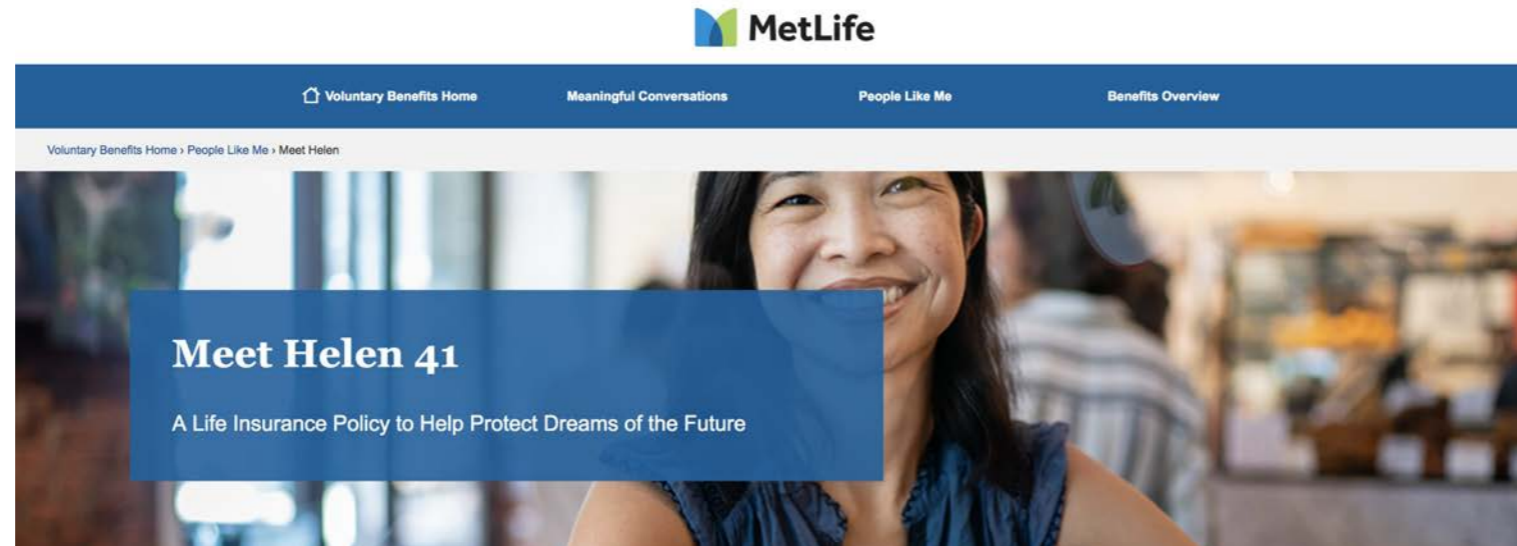 MetLife
Voluntary Benefits Home Meaningful Conversations People Like Me Benefits Overview
Voluntary Benefits Home › People Like Me › Meet Helen
Meet Helen 41
A Life Insurance Policy to Help Protect Dreams of the Future